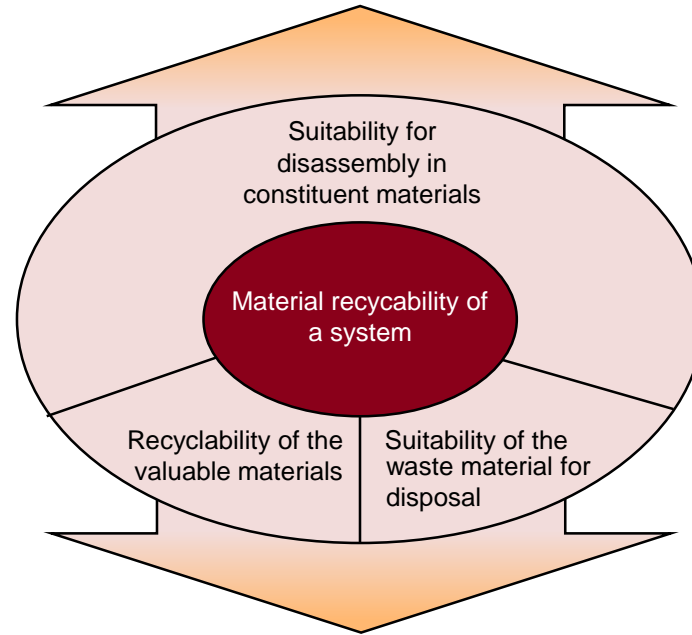 Suitability for
disassembly in
constituent materials
Material recycability of
a system
Recyclability of the
valuable materials
Suitability of the
waste material for
disposal